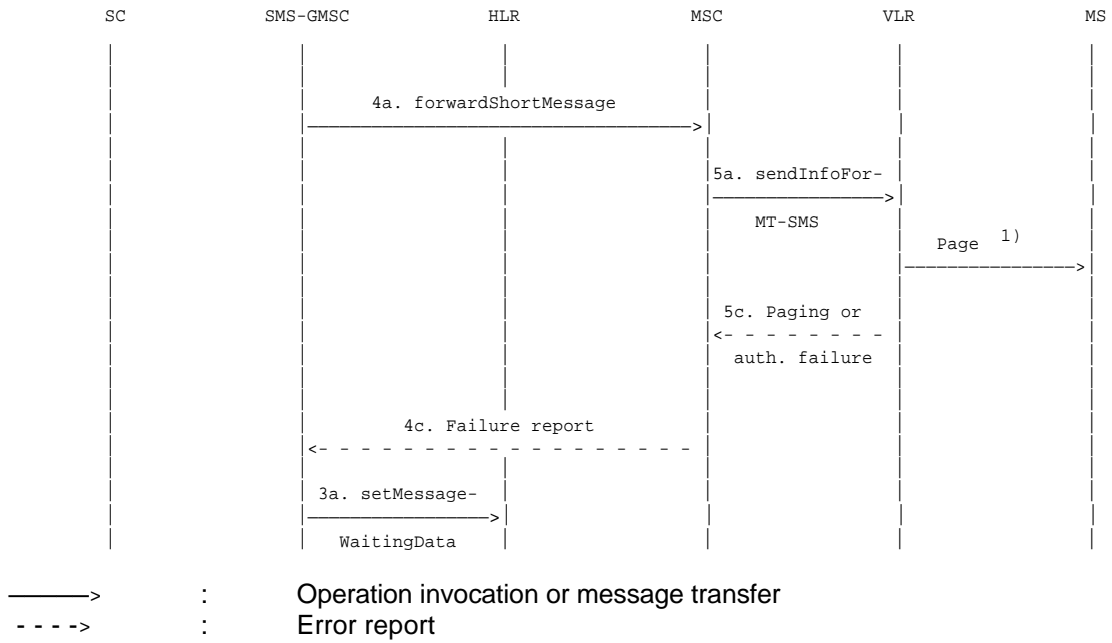 SC SMS-GMSC HLR MSC VLR MS
4a. forwardShortMessage
5a. sendInfoFor-
MT-SMS
Page 1)
5c. Paging or
auth. failure
4c. Failure report
3a. setMessage-
WaitingData
: Operation invocation or message transfer
: Error report